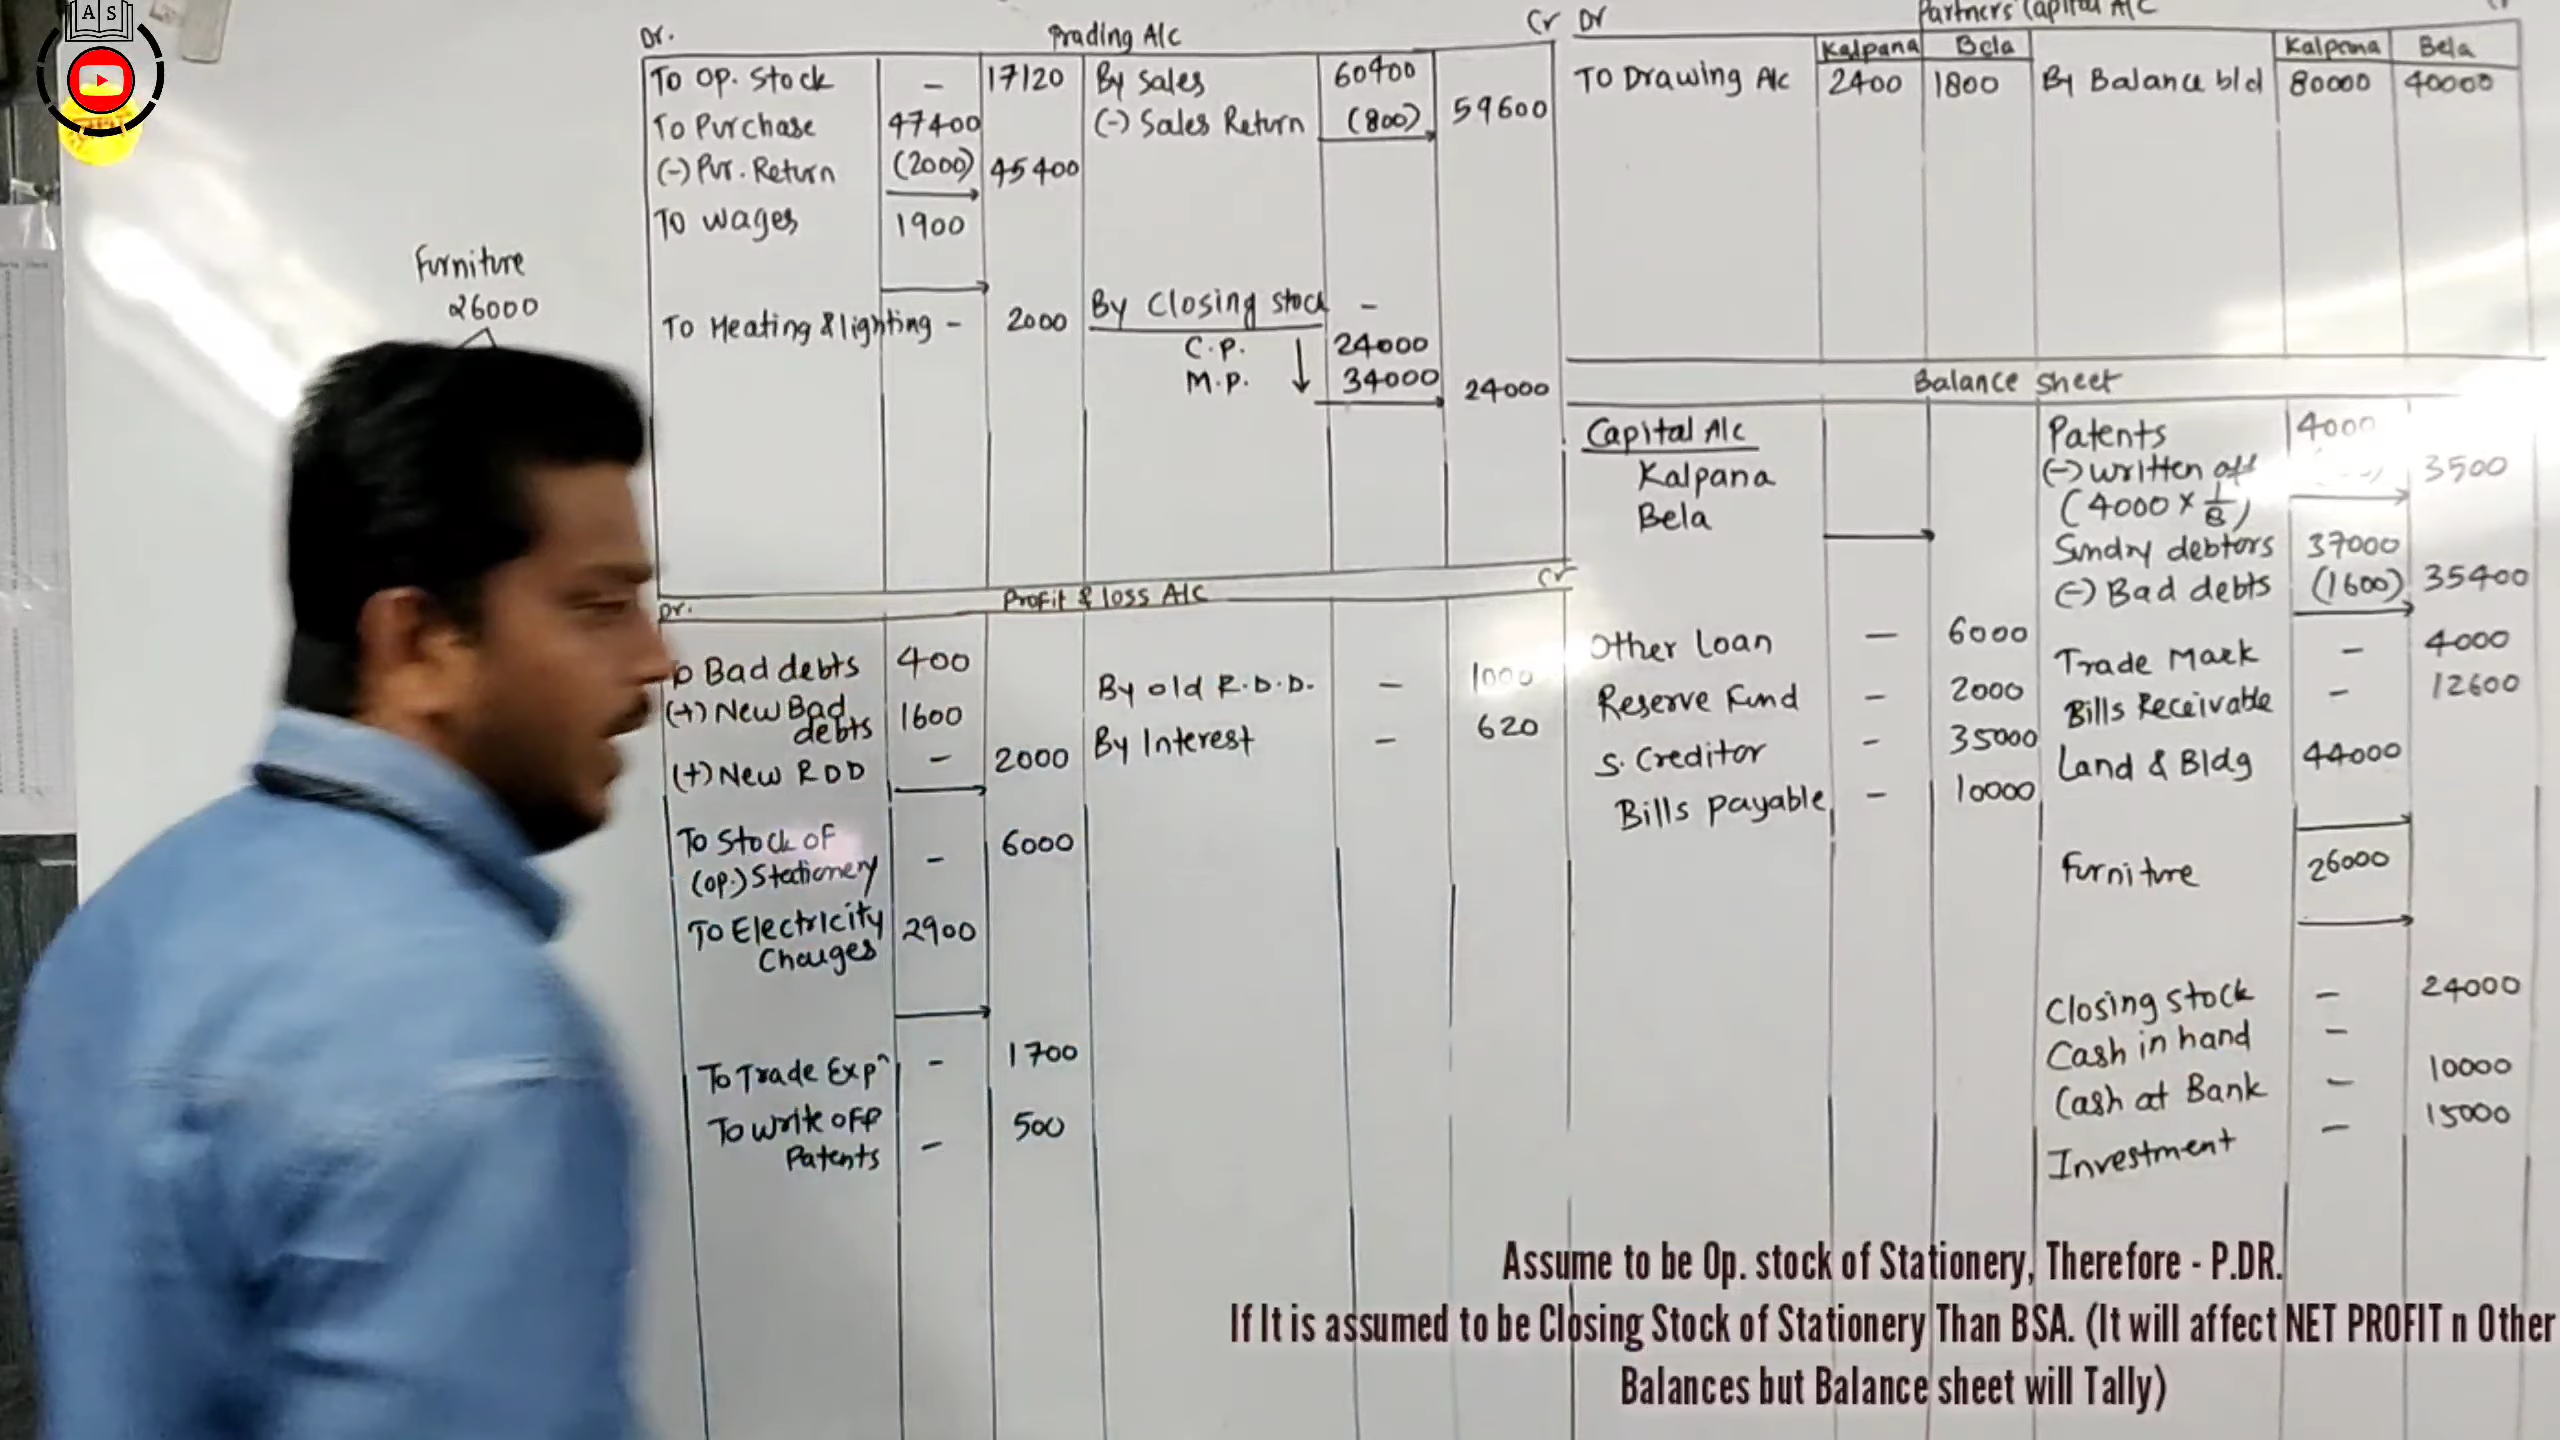 A S
Dr. Trading A/c Cr
To Op. Stock - 17120 By Sales 60400
To Purchase 47400 (-) Sales Return (800) 59600
(-) Pur. Return (2000) 45400
To Wages 1900
To Heating & lighting - 2000 By Closing stock -
C.P. 24000
M.P. 34000 24000
Furniture
26000
Dr. Profit & loss A/c Cr
Bad debts 400
(+) New Bad debts 1600
(+) New RDD - 2000
By old R.D.D. - 1000
By Interest - 620
To Stock of
(op.) Stationery - 6000
To Electricity
Charges 2900
To Trade Expn - 1700
To Write OFF
Patents - 500
Dr Partners Capital A/C
Kalpana Bela Kalpana Bela
To Drawing A/c 2400 1800 By Balance b/d 80000 40000
Balance Sheet
Capital A/c
Kalpana
Bela
Other Loan - 6000
Reserve Fund - 2000
S. Creditor - 35000
Bills Payable - 10000
Patents 4000
(-) Written off 3500
(4000 × 1/8)
Sundry debtors 37000
(-) Bad debts (1600) 35400
Trade Mark - 4000
Bills Receivable - 12600
Land & Bldg 44000
Furniture 26000
Closing Stock - 24000
Cash in hand -
Cash at Bank - 10000
Investment - 15000
Assume to be Op. stock of Stationery, Therefore - P.DR.
If It is assumed to be Closing Stock of Stationery Than BSA. (It will affect NET PROFIT n Other
Balances but Balance sheet will Tally)